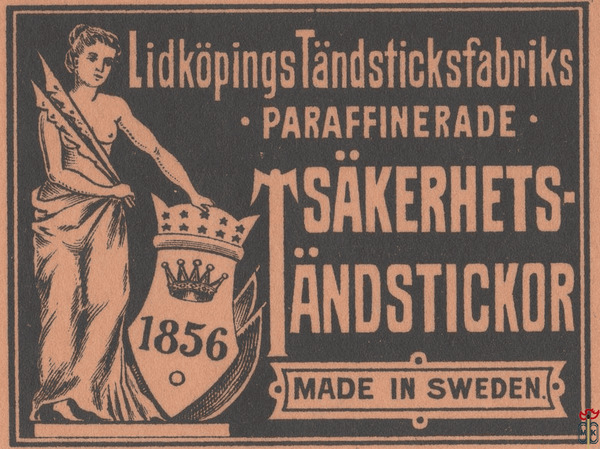 Lidköpings Tändsticksfabriks
· PARAFFINERADE ·
SÄKERHETS-
TÄNDSTICKOR
1856
MADE IN SWEDEN.